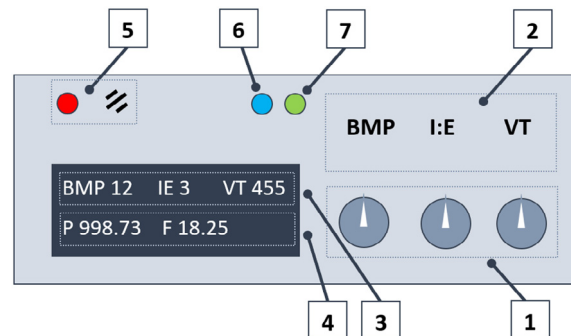 5 6 7 2
BMP I:E VT
BMP 12 IE 3 VT 455
P 998.73 F 18.25
4 3 1